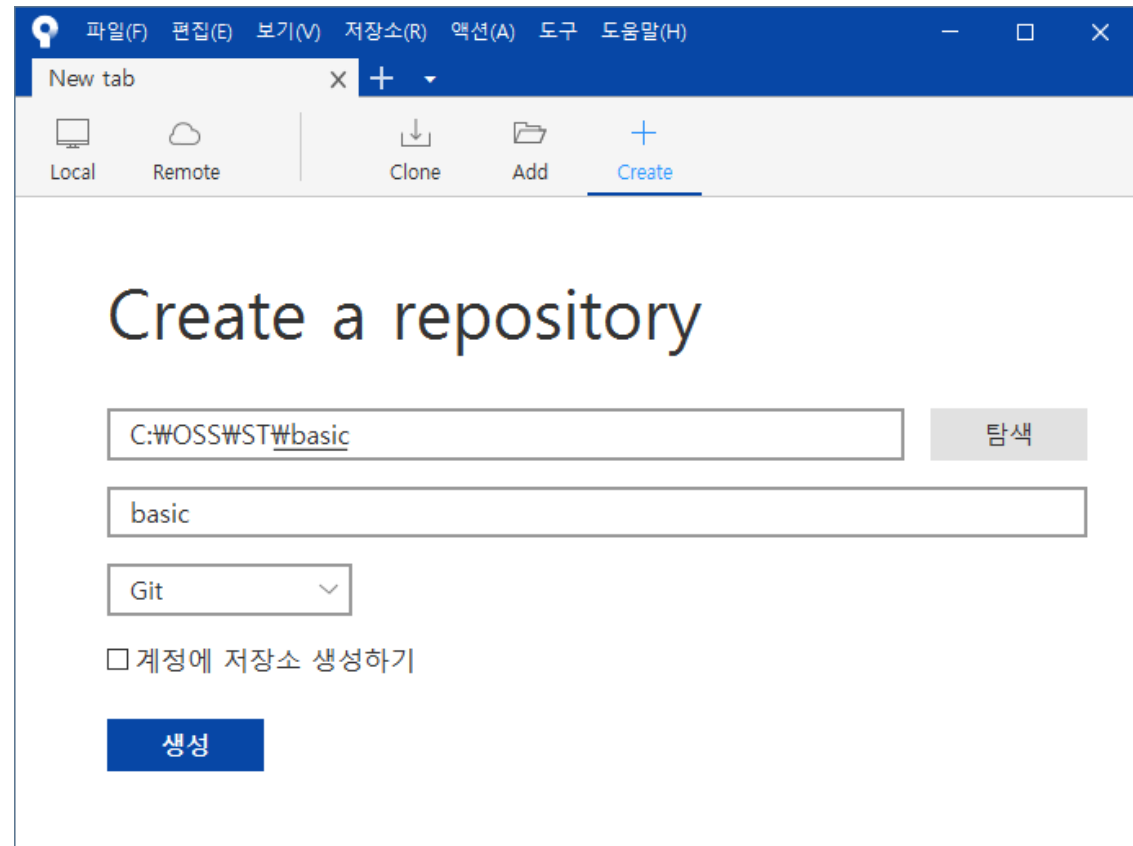 파일(F) 편집(E) 보기(V) 저장소(R) 액션(A) 도구 도움말(H)
New tab
Local Remote Clone Add Create
Create a repository
C:₩OSS₩ST₩basic 탐색
basic
Git
계정에 저장소 생성하기
생성